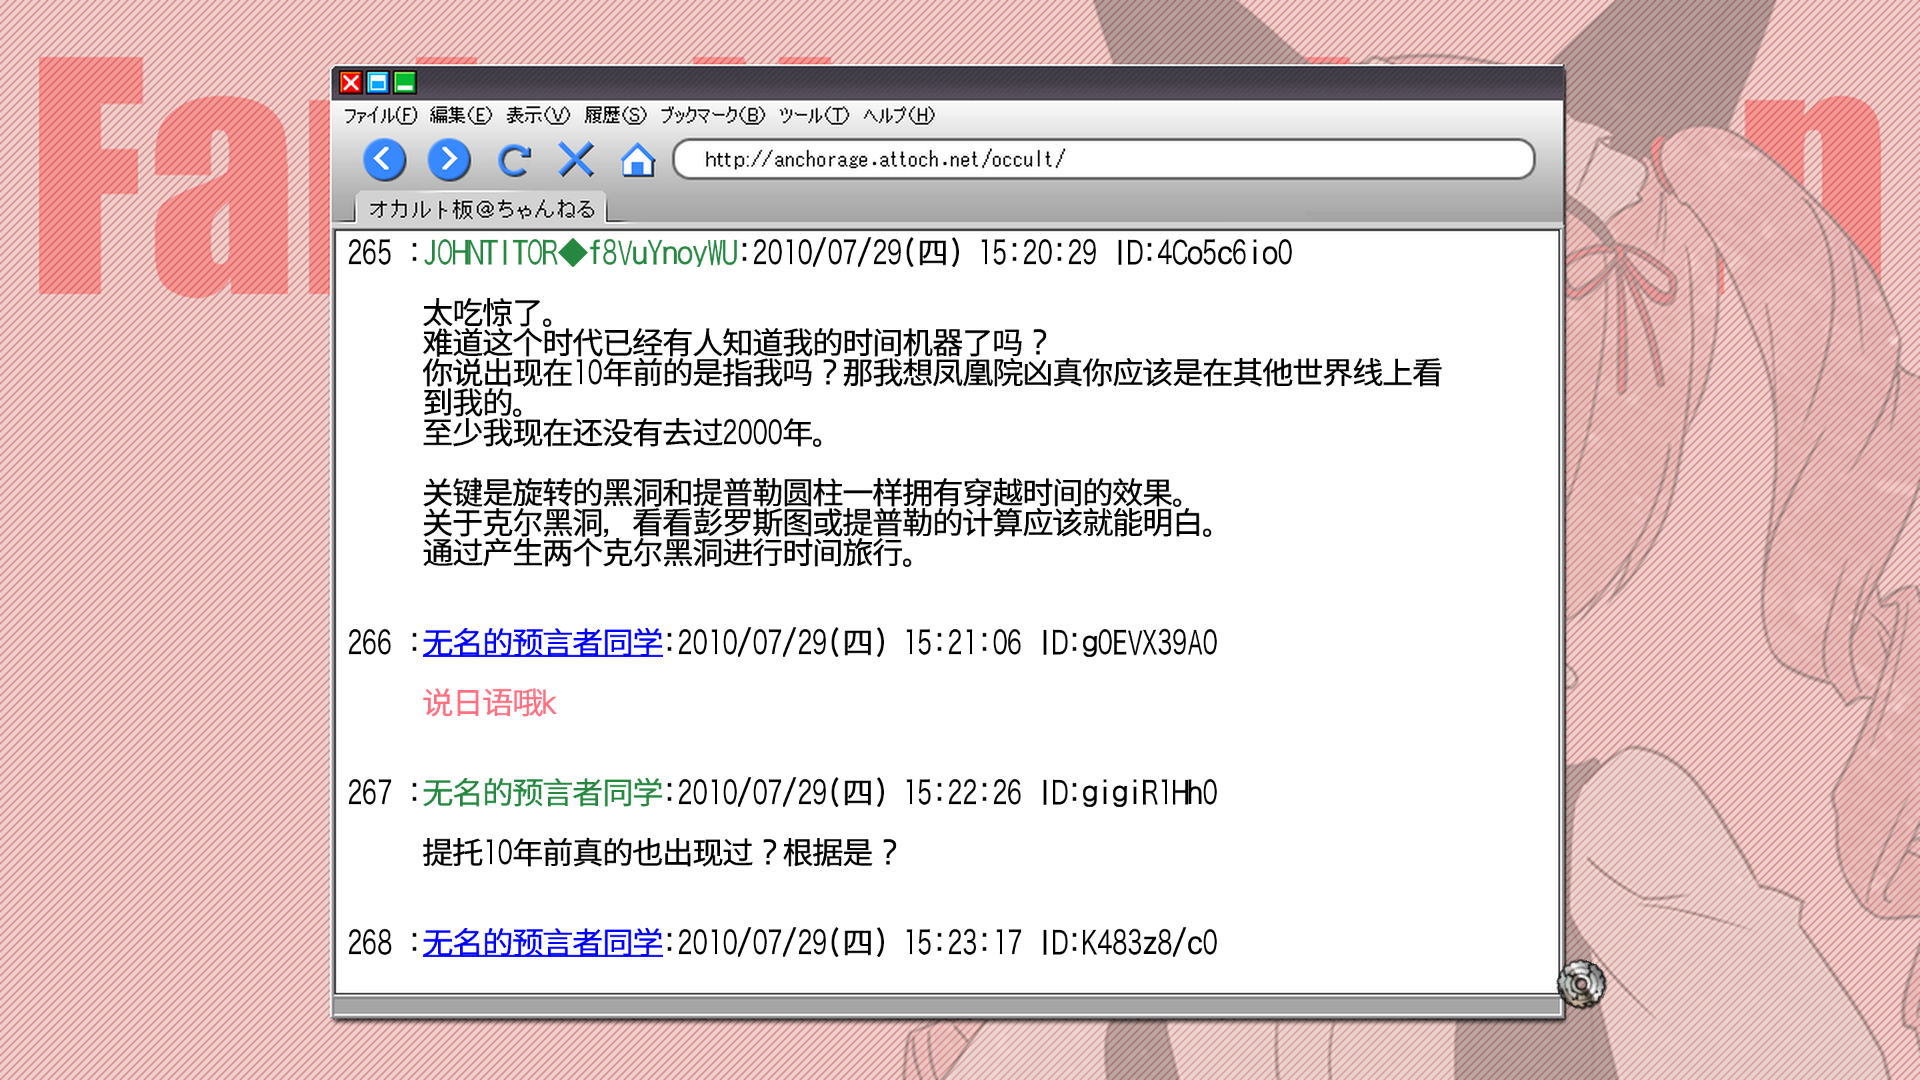 ファイル(F) 編集(E) 表示(V) 履歴(S) ブックマーク(B) ツール(T) ヘルプ(H)
http://anchorage.attoch.net/occult/
オカルト板@ちゃんねる
265 :JOHNTITOR◆f8VuYnoyWU:2010/07/29(四) 15:20:29 ID:4Co5c6io0
太吃惊了。
难道这个时代已经有人知道我的时间机器了吗？
你说出现在10年前的是指我吗？那我想凤凰院凶真你应该是在其他世界线上看
到我的。
至少我现在还没有去过2000年。
关键是旋转的黑洞和提普勒圆柱一样拥有穿越时间的效果。
关于克尔黑洞，看看彭罗斯图或提普勒的计算应该就能明白。
通过产生两个克尔黑洞进行时间旅行。
266 :无名的预言者同学:2010/07/29(四) 15:21:06 ID:g0EVX39A0
说日语哦k
267 :无名的预言者同学:2010/07/29(四) 15:22:26 ID:gigiR1Hh0
提托10年前真的也出现过？根据是？
268 :无名的预言者同学:2010/07/29(四) 15:23:17 ID:K483z8/c0